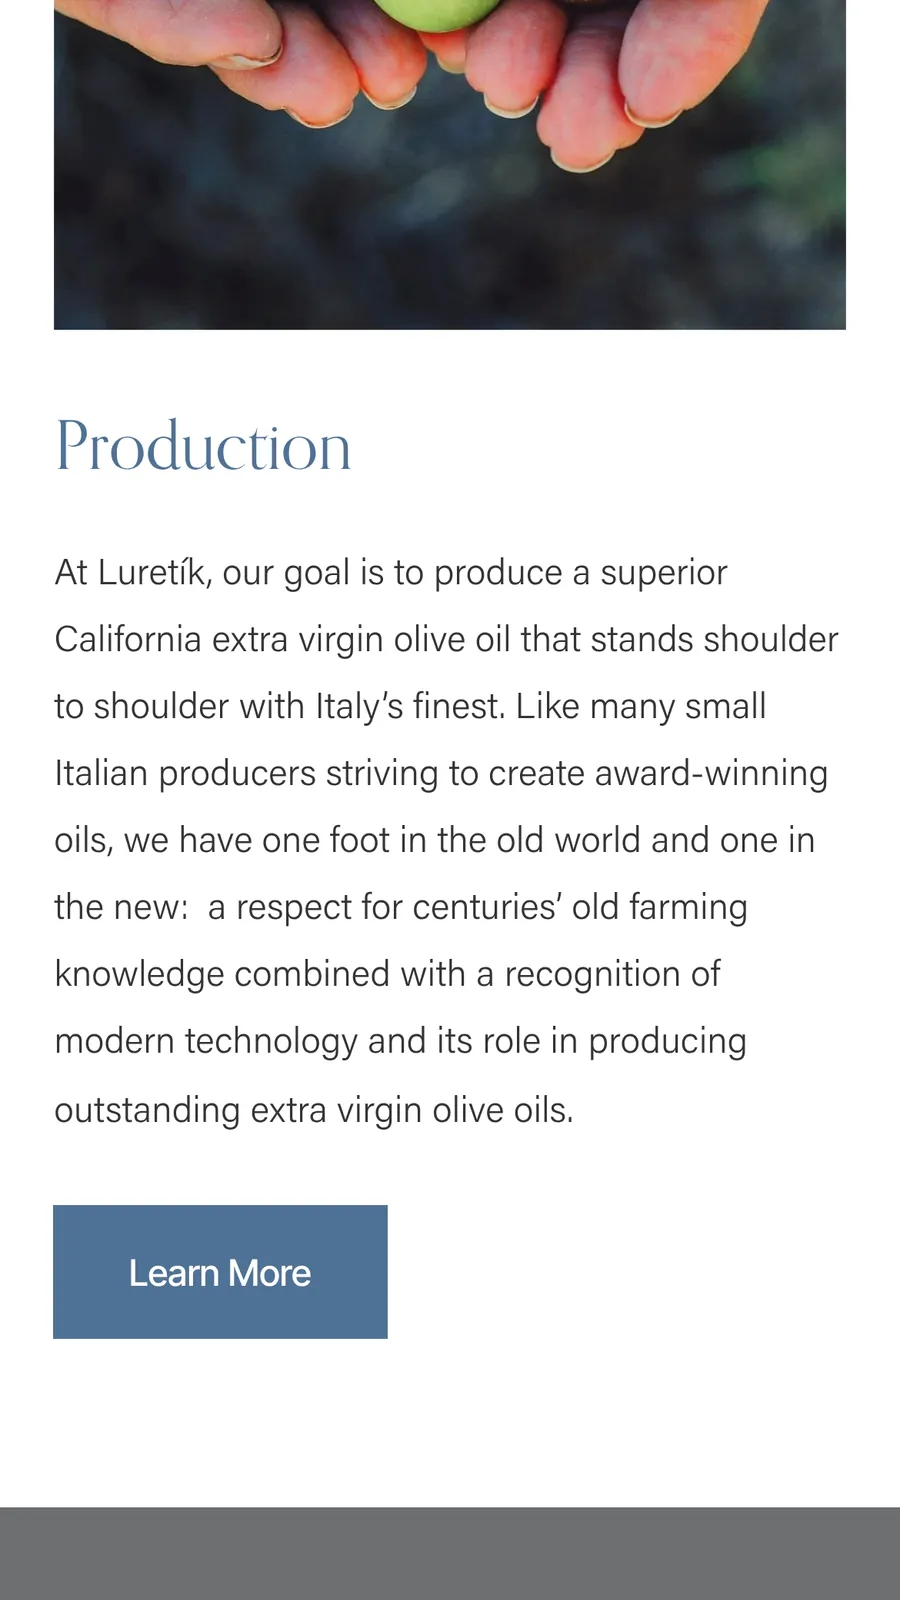 Production
At Luretík, our goal is to produce a superior
California extra virgin olive oil that stands shoulder
to shoulder with Italy’s finest. Like many small
Italian producers striving to create award-winning
oils, we have one foot in the old world and one in
the new:  a respect for centuries’ old farming
knowledge combined with a recognition of
modern technology and its role in producing
outstanding extra virgin olive oils.
Learn More